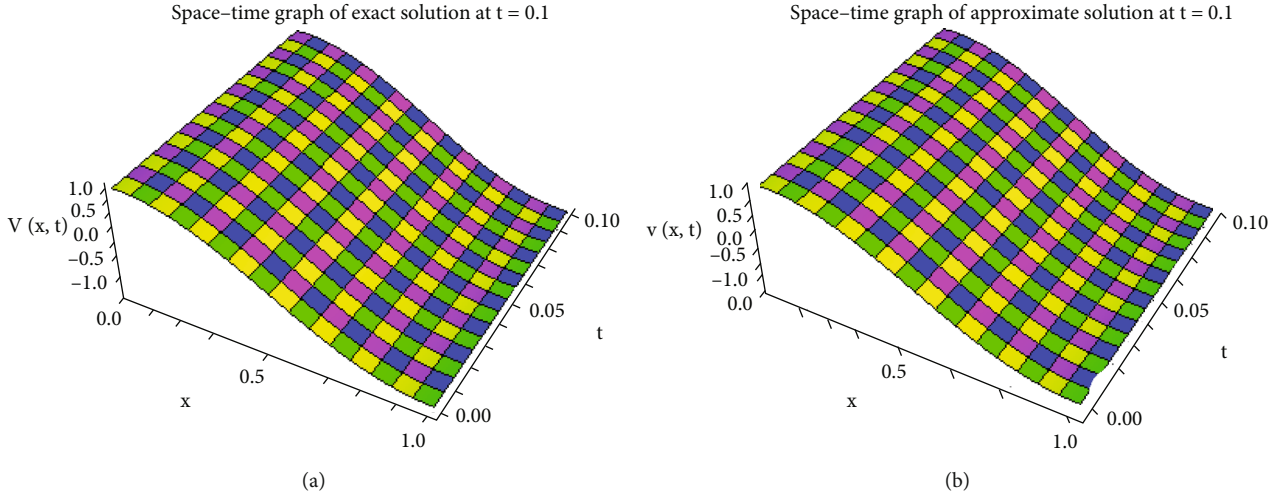 Space–time graph of exact solution at t = 0.1
1.0
0.5
V (x, t)
0.0
−0.5
−1.0
0.0
0.5
x
1.0
0.00
0.05
t
0.10
(a)
Space–time graph of approximate solution at t = 0.1
1.0
0.5
v (x, t)
0.0
−0.5
−1.0
0.0
0.5
x
1.0
0.00
0.05
t
0.10
(b)